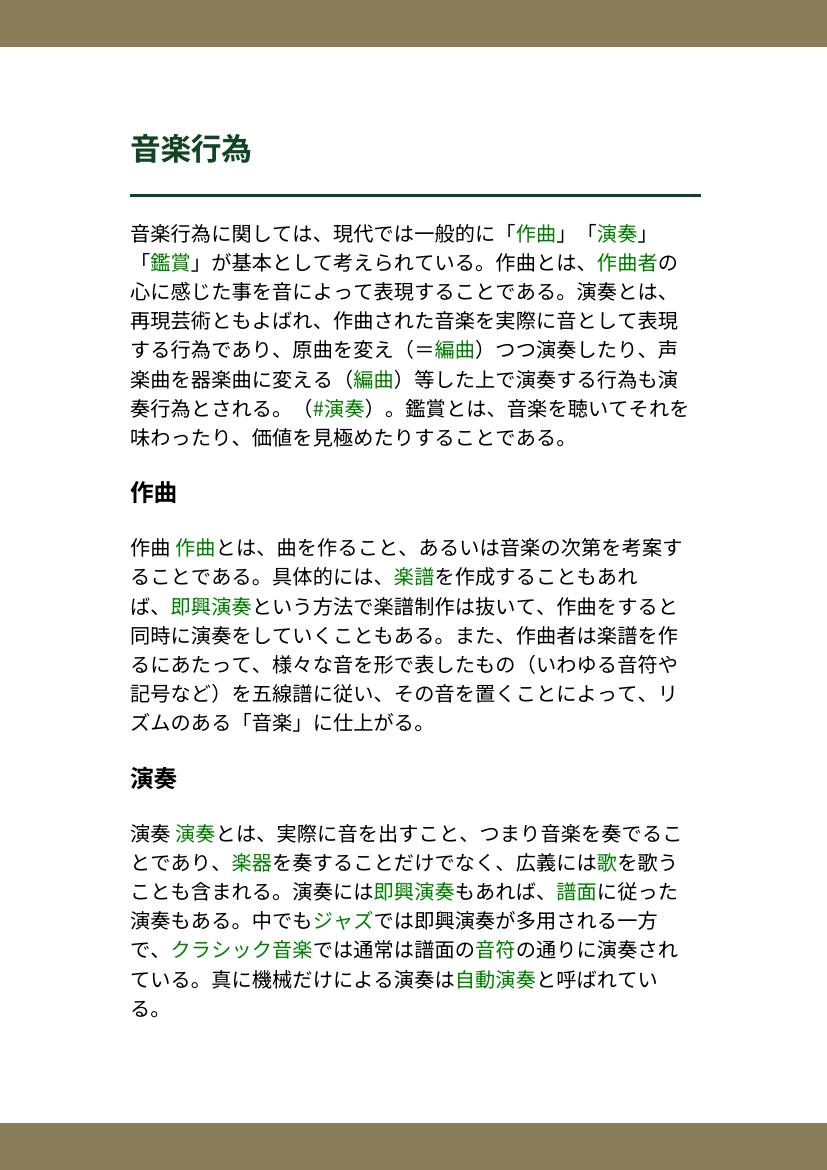 音楽行為
音楽行為に関しては、現代では一般的に「作曲」「演奏」
「鑑賞」が基本として考えられている。作曲とは、作曲者の
心に感じた事を音によって表現することである。演奏とは、
再現芸術ともよばれ、作曲された音楽を実際に音として表現
する行為であり、原曲を変え（＝編曲）つつ演奏したり、声
楽曲を器楽曲に変える（編曲）等した上で演奏する行為も演
奏行為とされる。（#演奏）。鑑賞とは、音楽を聴いてそれを
味わったり、価値を見極めたりすることである。
作曲
作曲 作曲とは、曲を作ること、あるいは音楽の次第を考案す
ることである。具体的には、楽譜を作成することもあれ
ば、即興演奏という方法で楽譜制作は抜いて、作曲をすると
同時に演奏をしていくこともある。また、作曲者は楽譜を作
るにあたって、様々な音を形で表したもの（いわゆる音符や
記号など）を五線譜に従い、その音を置くことによって、リ
ズムのある「音楽」に仕上がる。
演奏
演奏 演奏とは、実際に音を出すこと、つまり音楽を奏でるこ
とであり、楽器を奏することだけでなく、広義には歌を歌う
ことも含まれる。演奏には即興演奏もあれば、譜面に従った
演奏もある。中でもジャズでは即興演奏が多用される一方
で、クラシック音楽では通常は譜面の音符の通りに演奏され
ている。真に機械だけによる演奏は自動演奏と呼ばれてい
る。